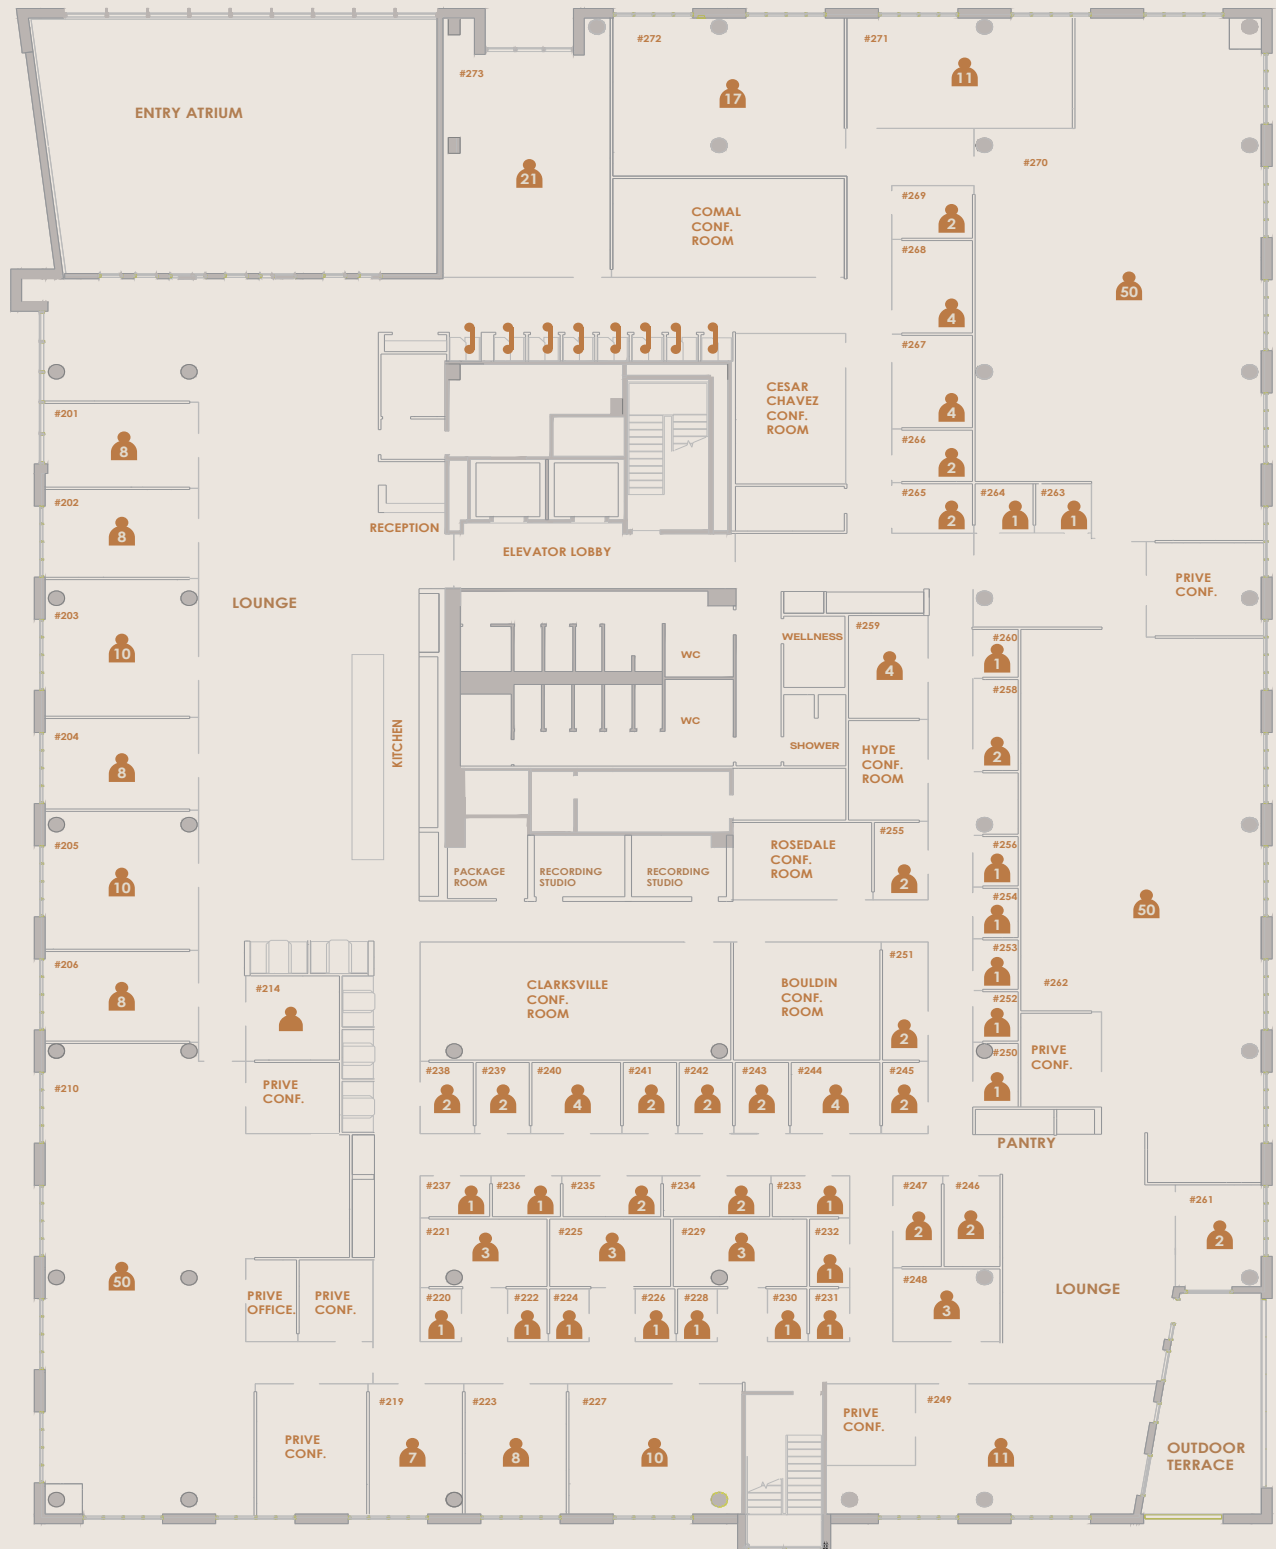 #272
#271
#273
11
17
ENTRY ATRIUM
#270
21
#269
2
COMAL
CONF.
ROOM
#268
50
4
#267
CESAR
CHAVEZ
CONF.
ROOM
4
#201
8
#266
2
#202
8
#265
2
#264
1
#263
1
RECEPTION
ELEVATOR LOBBY
PRIVE
CONF.
LOUNGE
#203
10
WELLNESS
#259
4
#260
1
WC
#258
2
WC
#204
8
KITCHEN
SHOWER
HYDE
CONF.
ROOM
#205
10
#255
2
ROSEDALE
CONF.
ROOM
#256
1
PACKAGE
ROOM
RECORDING
STUDIO
RECORDING
STUDIO
#254
1
50
#253
1
#206
8
#251
2
#214
CLARKSVILLE
CONF.
ROOM
BOULDIN
CONF.
ROOM
#262
#252
1
#250
1
PRIVE
CONF.
#210
PRIVE
CONF.
#238
2
#239
2
#240
4
#241
2
#242
2
#243
2
#244
4
#245
2
PANTRY
#237
1
#236
1
#235
2
#234
2
#233
1
#247
2
#246
2
#261
2
#221
3
#225
3
#229
3
#232
1
50
#248
3
LOUNGE
PRIVE
OFFICE.
PRIVE
CONF.
#220
1
#222
1
#224
1
#226
1
#228
1
#230
1
#231
1
#219
7
#223
8
#227
10
PRIVE
CONF.
PRIVE
CONF.
#249
11
OUTDOOR
TERRACE